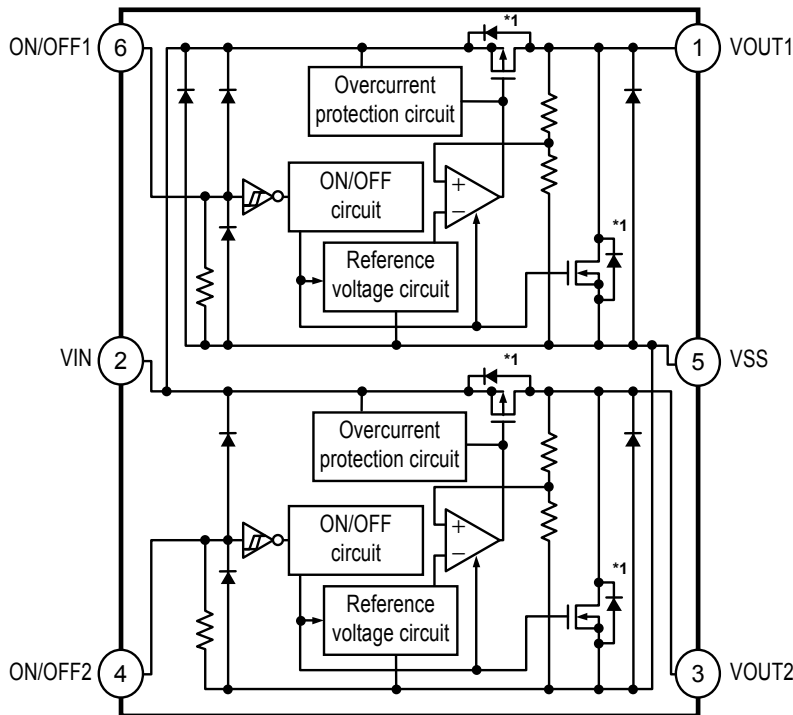 *1
ON/OFF1
6
1
VOUT1
Overcurrent
protection circuit
ON/OFF
circuit
+
−
*1
Reference
voltage circuit
VIN
2
*1
5
VSS
Overcurrent
protection circuit
ON/OFF
circuit
+
−
*1
Reference
voltage circuit
ON/OFF2
4
3
VOUT2